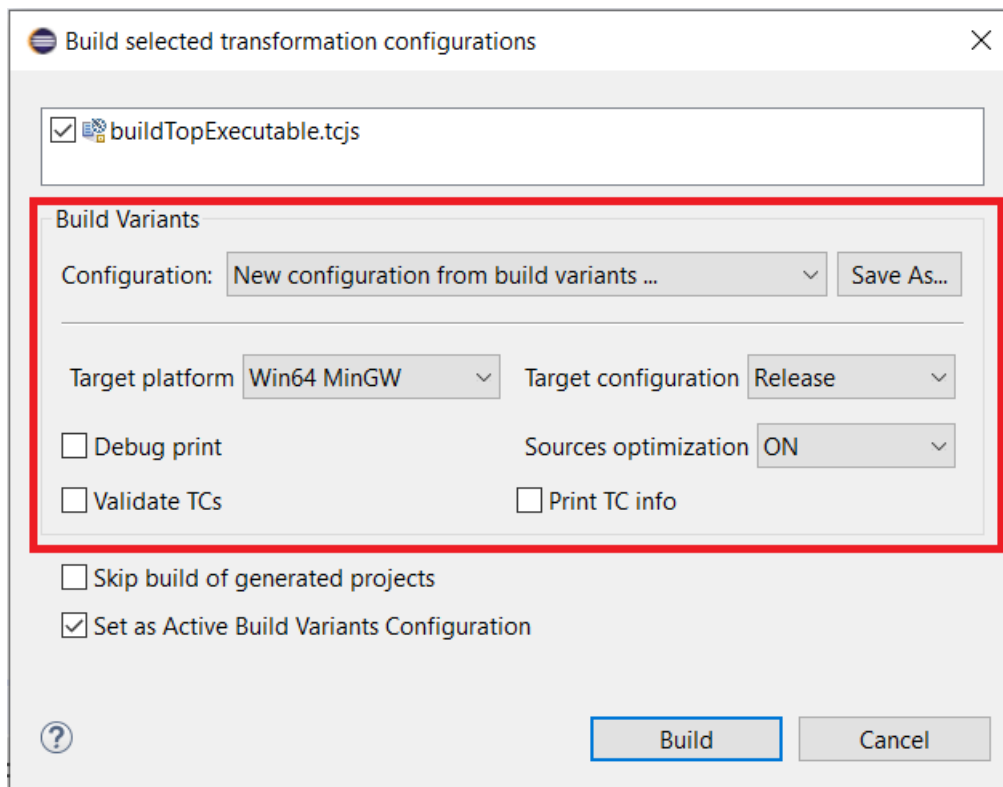 Build selected transformation configurations
buildTopExecutable.tcjs
Build Variants
Configuration: New configuration from build variants ... Save As...
Target platform Win64 MinGW Target configuration Release
Debug print Sources optimization ON
Validate TCs Print TC info
Skip build of generated projects
Set as Active Build Variants Configuration
? Build Cancel